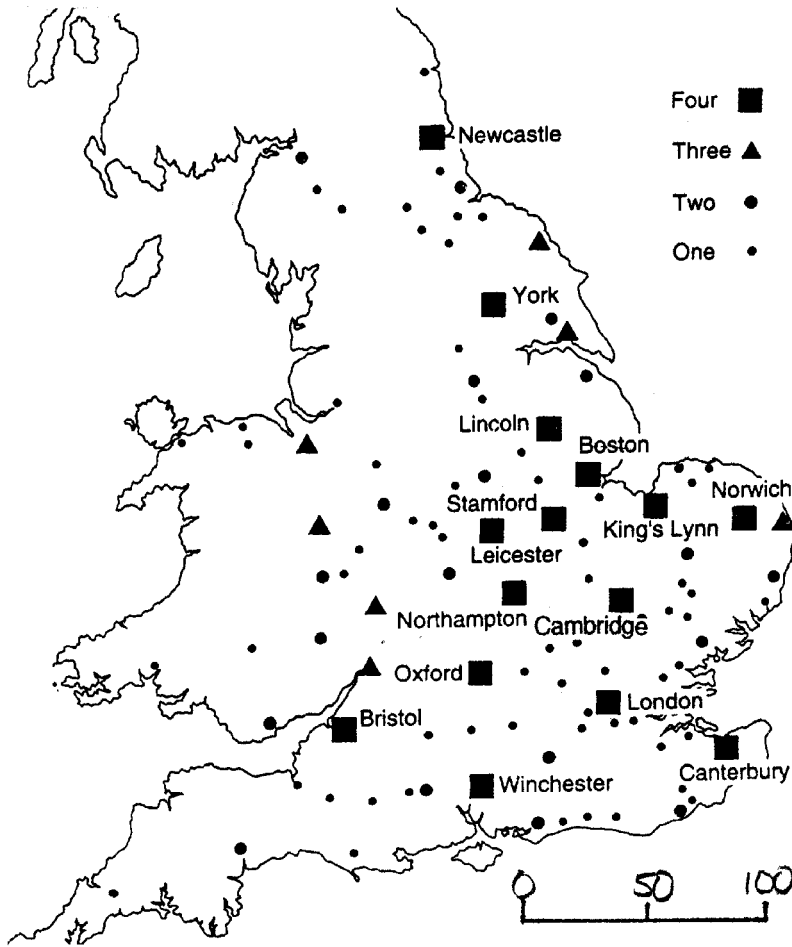 Four
Newcastle
Three
Two
One
York
Lincoln
Boston
Stamford
Norwich
King's Lynn
Leicester
Northampton
Cambridge
Oxford
London
Bristol
Canterbury
Winchester
0 50 100